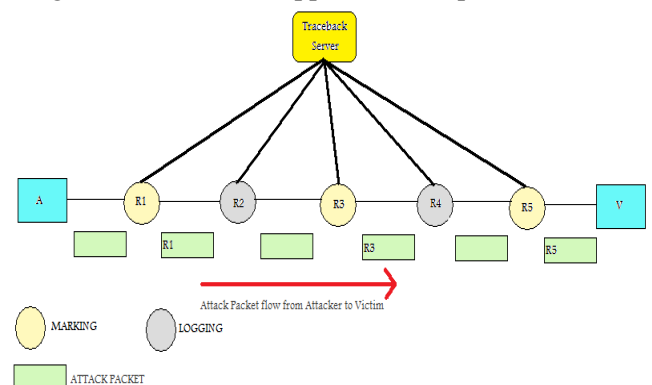 Traceback
Server
A
R1
R2
R3
R4
R5
V
R1
R3
R5
Attack Packet flow from Attacker to Victim
MARKING
LOGGING
ATTACK PACKET